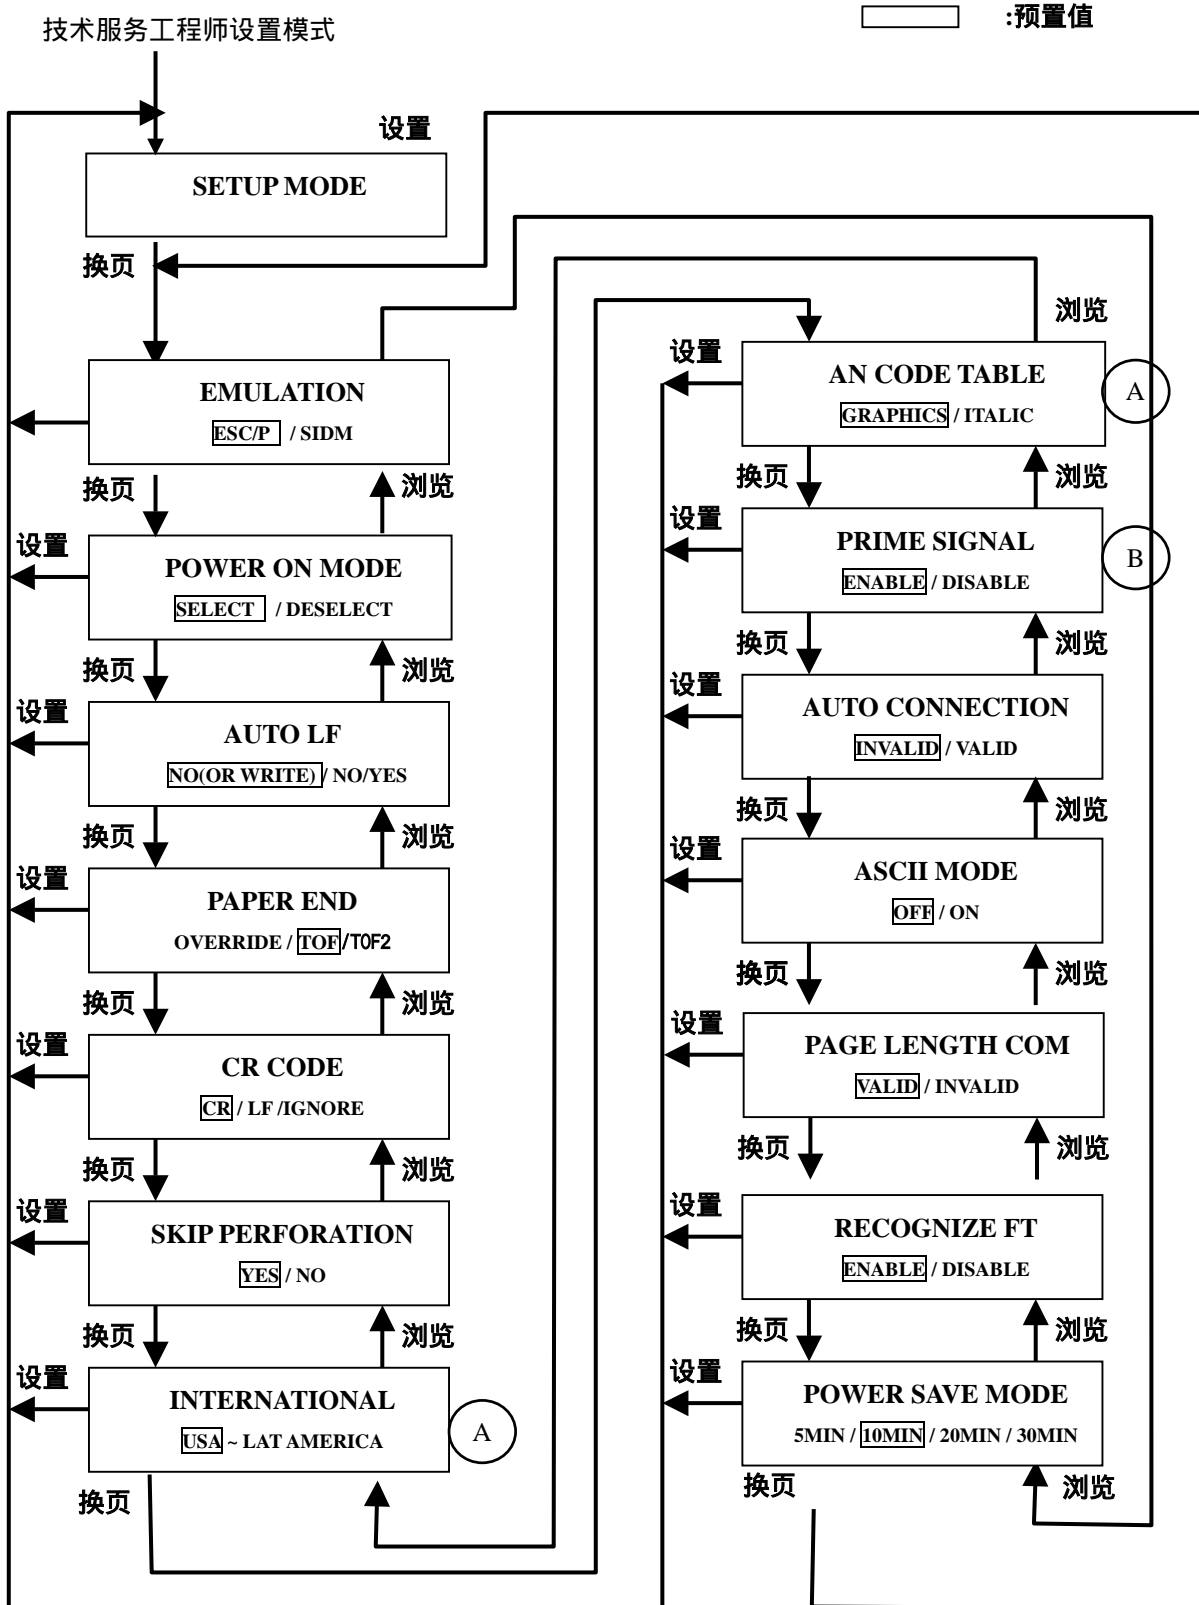 技术服务工程师设置模式
:预置值
设置
SETUP MODE
换页
EMULATION
ESC/P / SIDM
换页
浏览
设置
POWER ON MODE
SELECT / DESELECT
换页
浏览
设置
AUTO LF
NO(OR WRITE) / NO/YES
换页
浏览
设置
PAPER END
OVERRIDE / TOF/TOF2
换页
浏览
设置
CR CODE
CR / LF /IGNORE
换页
浏览
设置
SKIP PERFORATION
YES / NO
换页
浏览
设置
INTERNATIONAL
USA ~ LAT AMERICA
A
换页
浏览
设置
AN CODE TABLE
GRAPHICS / ITALIC
A
换页
浏览
设置
PRIME SIGNAL
ENABLE / DISABLE
B
换页
浏览
设置
AUTO CONNECTION
INVALID / VALID
换页
浏览
设置
ASCII MODE
OFF / ON
换页
浏览
设置
PAGE LENGTH COM
VALID / INVALID
换页
浏览
设置
RECOGNIZE FT
ENABLE / DISABLE
换页
浏览
设置
POWER SAVE MODE
5MIN / 10MIN / 20MIN / 30MIN
换页
浏览